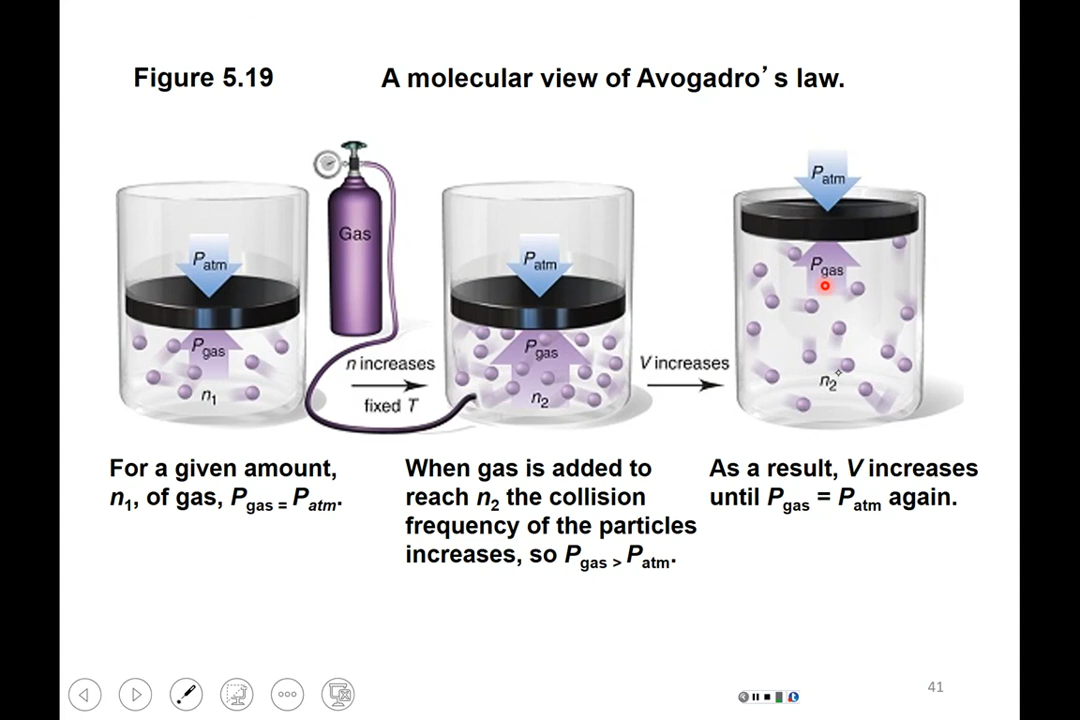 Figure 5.19
A molecular view of Avogadro’s law.
Patm
Gas
Patm
Patm
Pgas
n1
n increases
fixed T
Pgas
n2
V increases
Pgas
n2
For a given amount,
n1, of gas, Pgas = Patm.
When gas is added to
reach n2 the collision
frequency of the particles
increases, so Pgas > Patm.
As a result, V increases
until Pgas = Patm again.
41